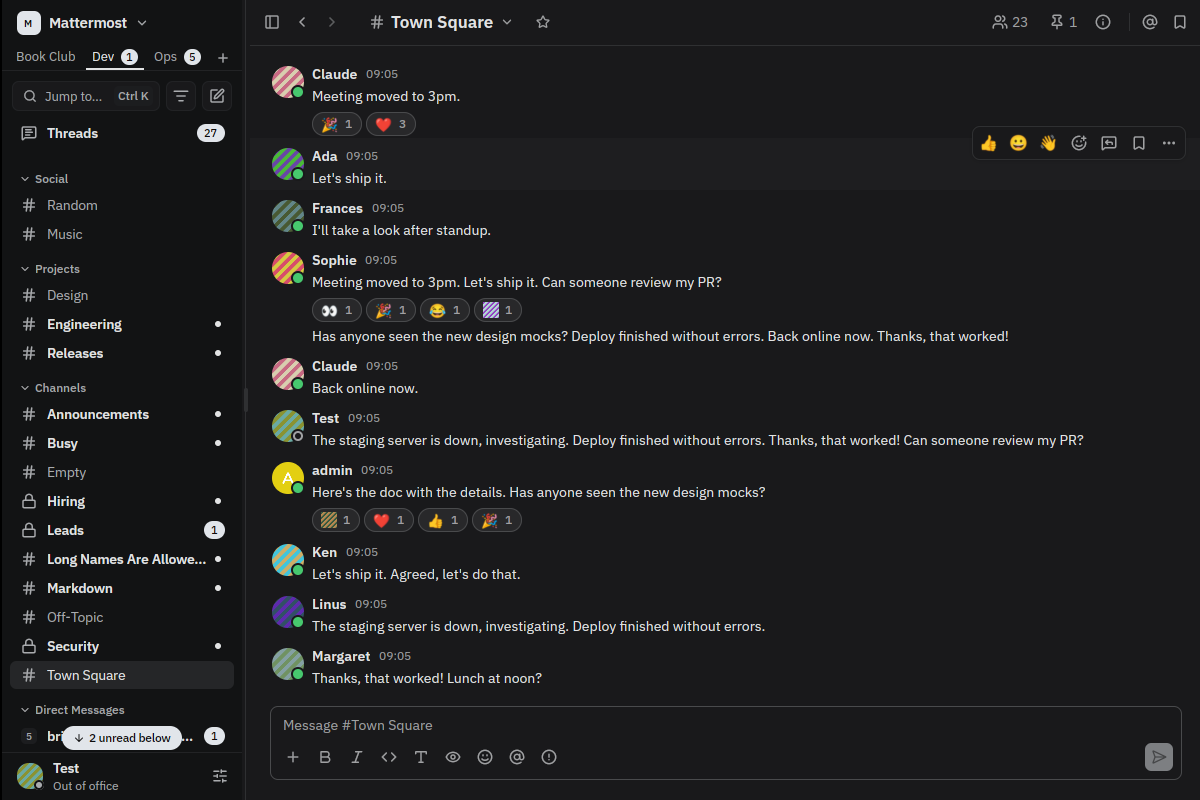 M Mattermost
Book Club Dev 1 Ops 5
Jump to... Ctrl K
Threads 27
Social
Random
Music
Projects
Design
Engineering
Releases
Channels
Announcements
Busy
Empty
Hiring
Leads 1
Long Names Are Allowe...
Markdown
Off-Topic
Security
Town Square
Direct Messages
5 bri ... 1
2 unread below
Test
Out of office
Town Square 23 1
Claude 09:05
Meeting moved to 3pm.
1 3
Ada 09:05
Let's ship it.
Frances 09:05
I'll take a look after standup.
Sophie 09:05
Meeting moved to 3pm. Let's ship it. Can someone review my PR?
1 1 1 1
Has anyone seen the new design mocks? Deploy finished without errors. Back online now. Thanks, that worked!
Claude 09:05
Back online now.
Test 09:05
The staging server is down, investigating. Deploy finished without errors. Thanks, that worked! Can someone review my PR?
A admin 09:05
Here's the doc with the details. Has anyone seen the new design mocks?
1 1 1 1
Ken 09:05
Let's ship it. Agreed, let's do that.
Linus 09:05
The staging server is down, investigating. Deploy finished without errors.
Margaret 09:05
Thanks, that worked! Lunch at noon?
Message #Town Square